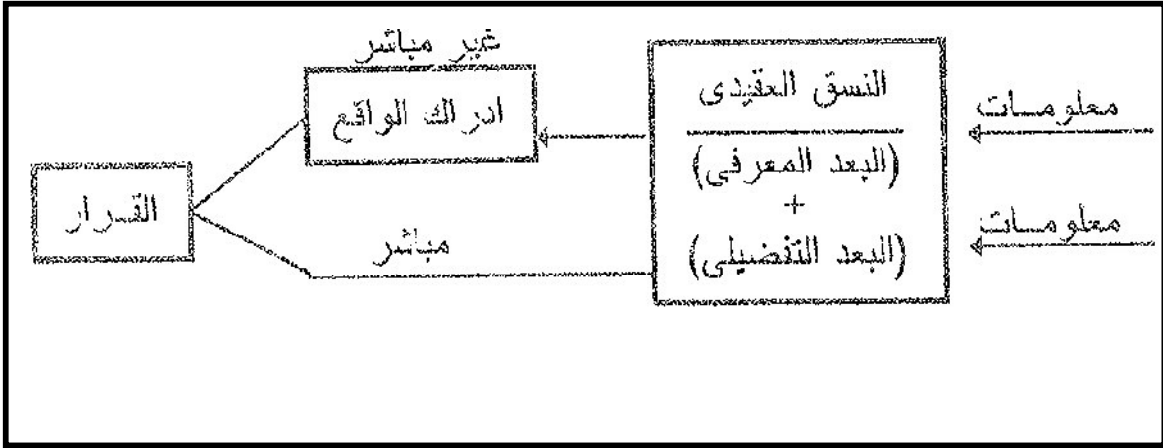 معلومات
معلومات
النسق العقيدى
(البعد المعرفى)
+
(البعد التفضيلى)
غير مباشر
ادراك الواقع
مباشر
القرار